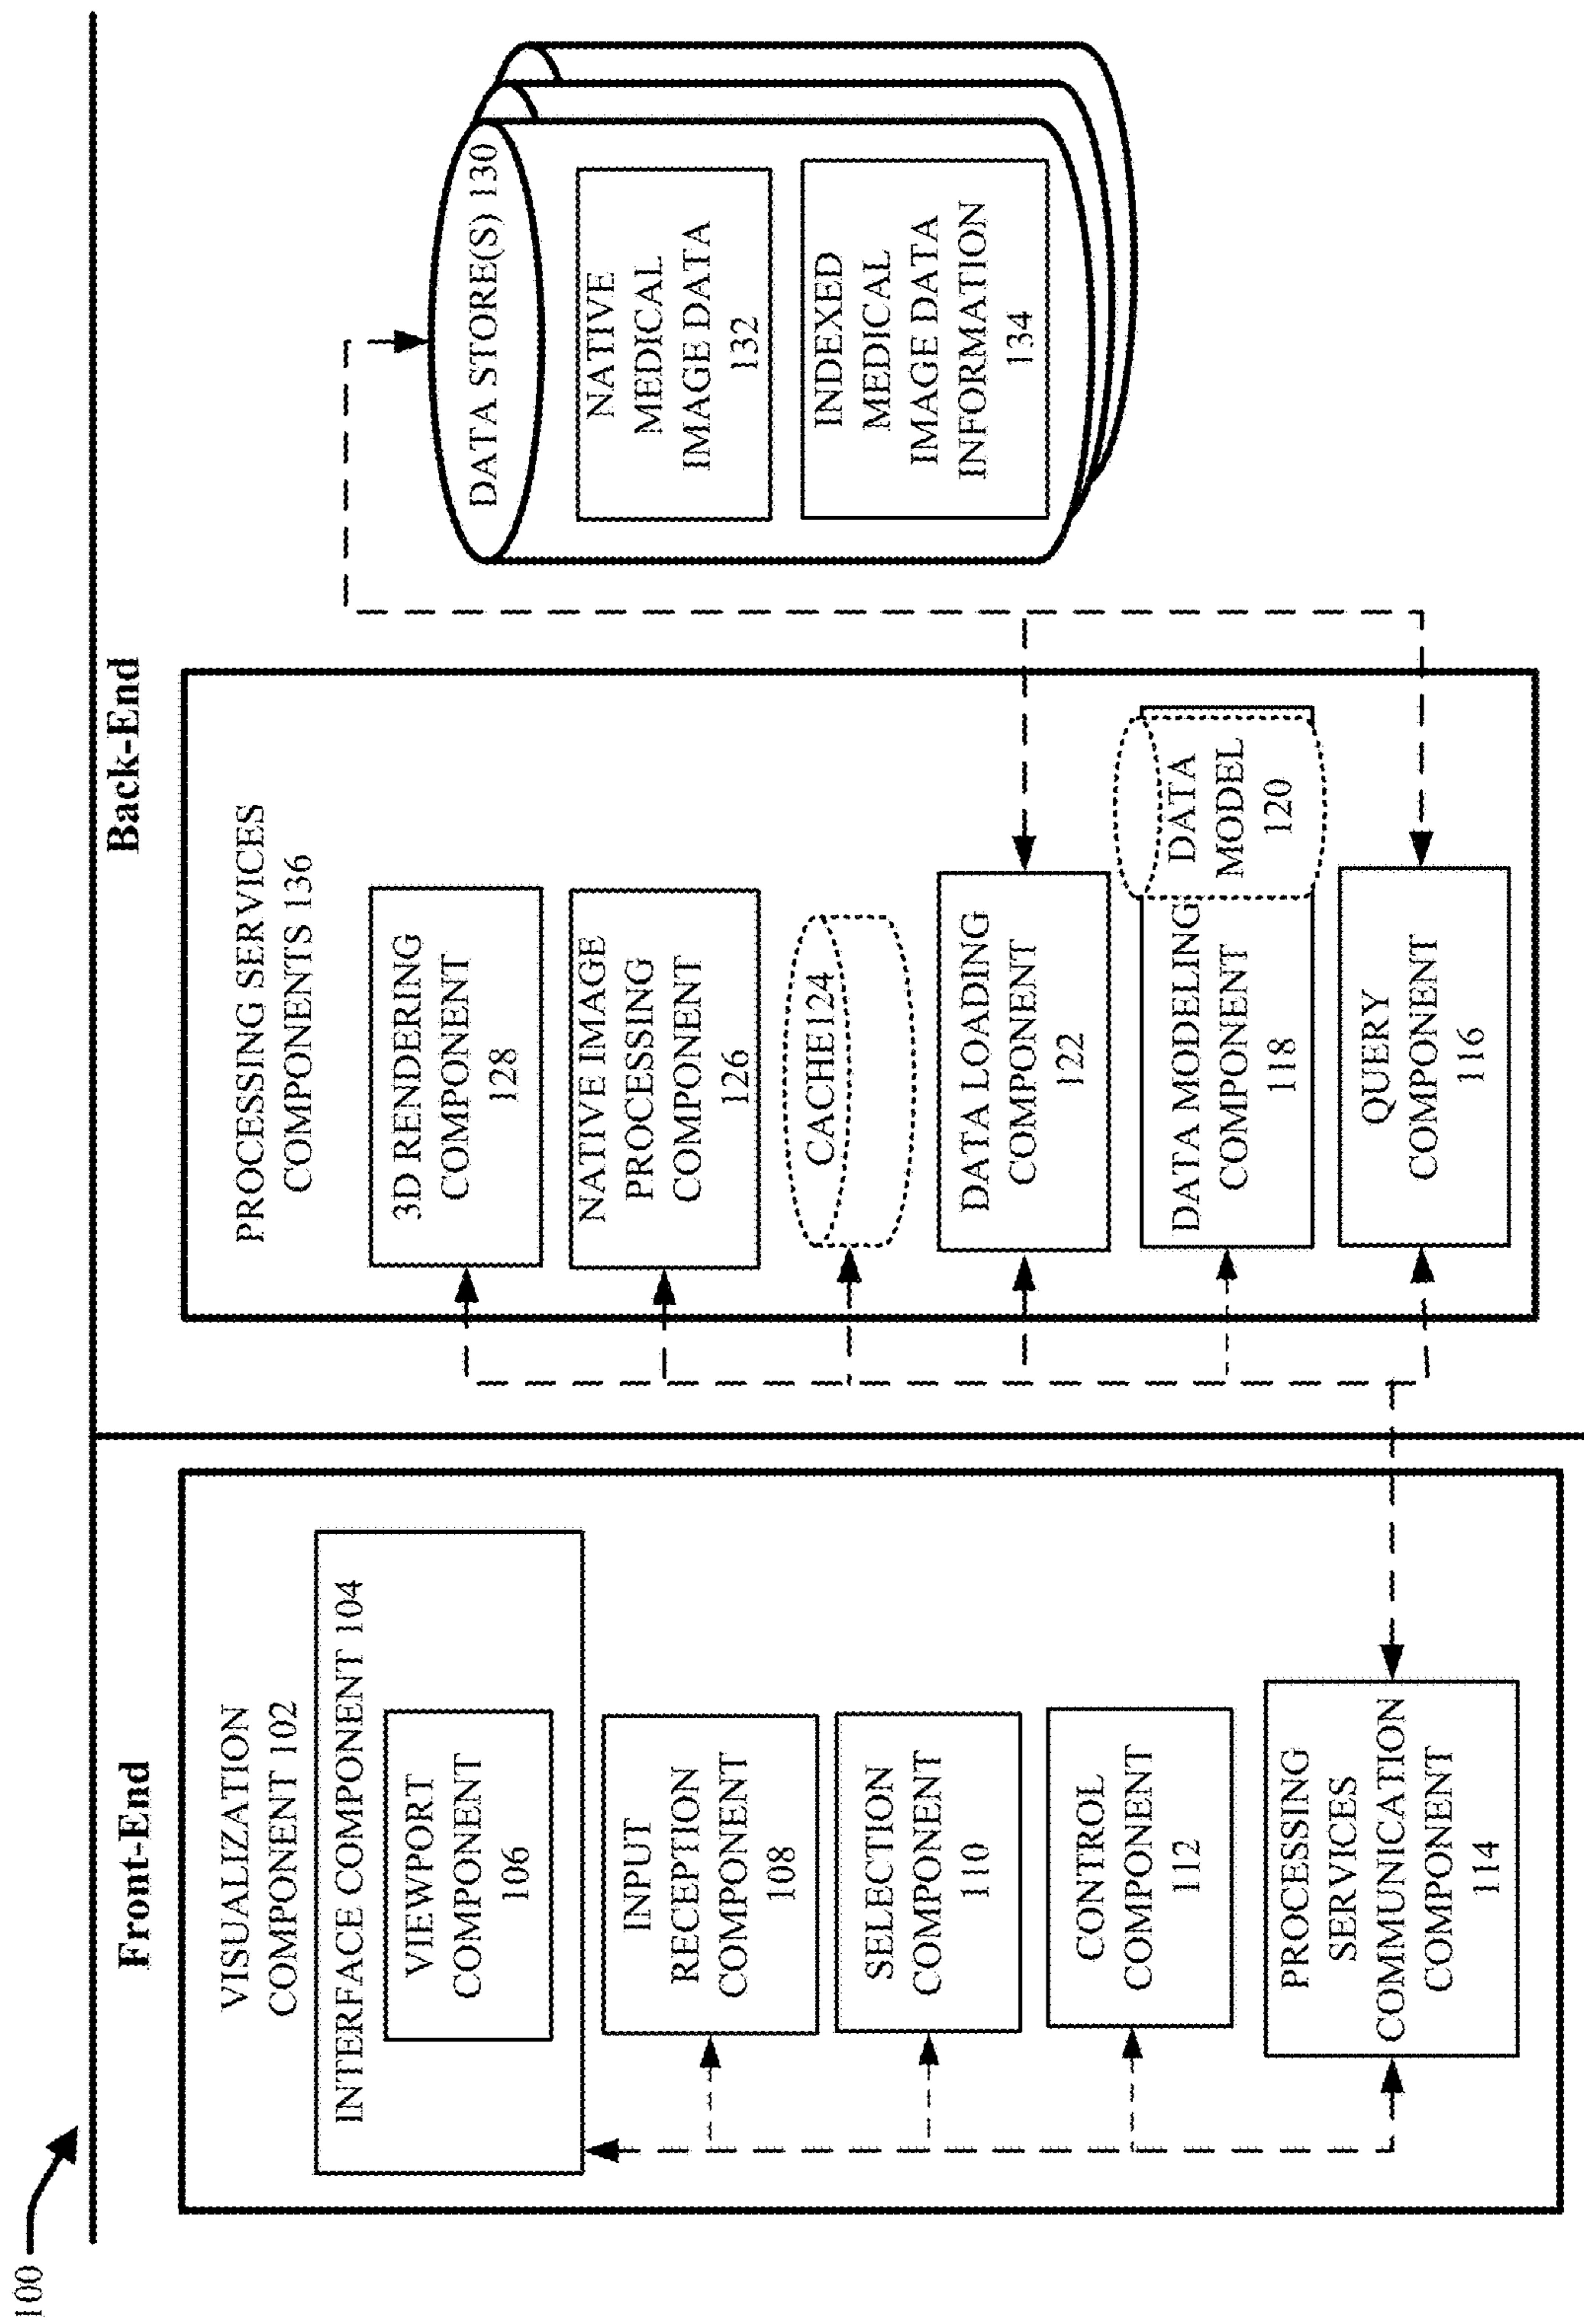 100
Front-End
VISUALIZATION
COMPONENT 102
INTERFACE COMPONENT 104
VIEWPORT
COMPONENT
106
INPUT
RECEPTION
COMPONENT
108
SELECTION
COMPONENT
110
CONTROL
COMPONENT
112
PROCESSING
SERVICES
COMMUNICATION
COMPONENT
114
Back-End
PROCESSING SERVICES
COMPONENTS 136
3D RENDERING
COMPONENT
128
NATIVE IMAGE
PROCESSING
COMPONENT
126
CACHE124
DATA LOADING
COMPONENT
122
DATA MODELING
COMPONENT
118
DATA
MODEL
120
QUERY
COMPONENT
116
DATA STORE(S) 130
NATIVE
MEDICAL
IMAGE DATA
132
INDEXED
MEDICAL
IMAGE DATA
INFORMATION
134